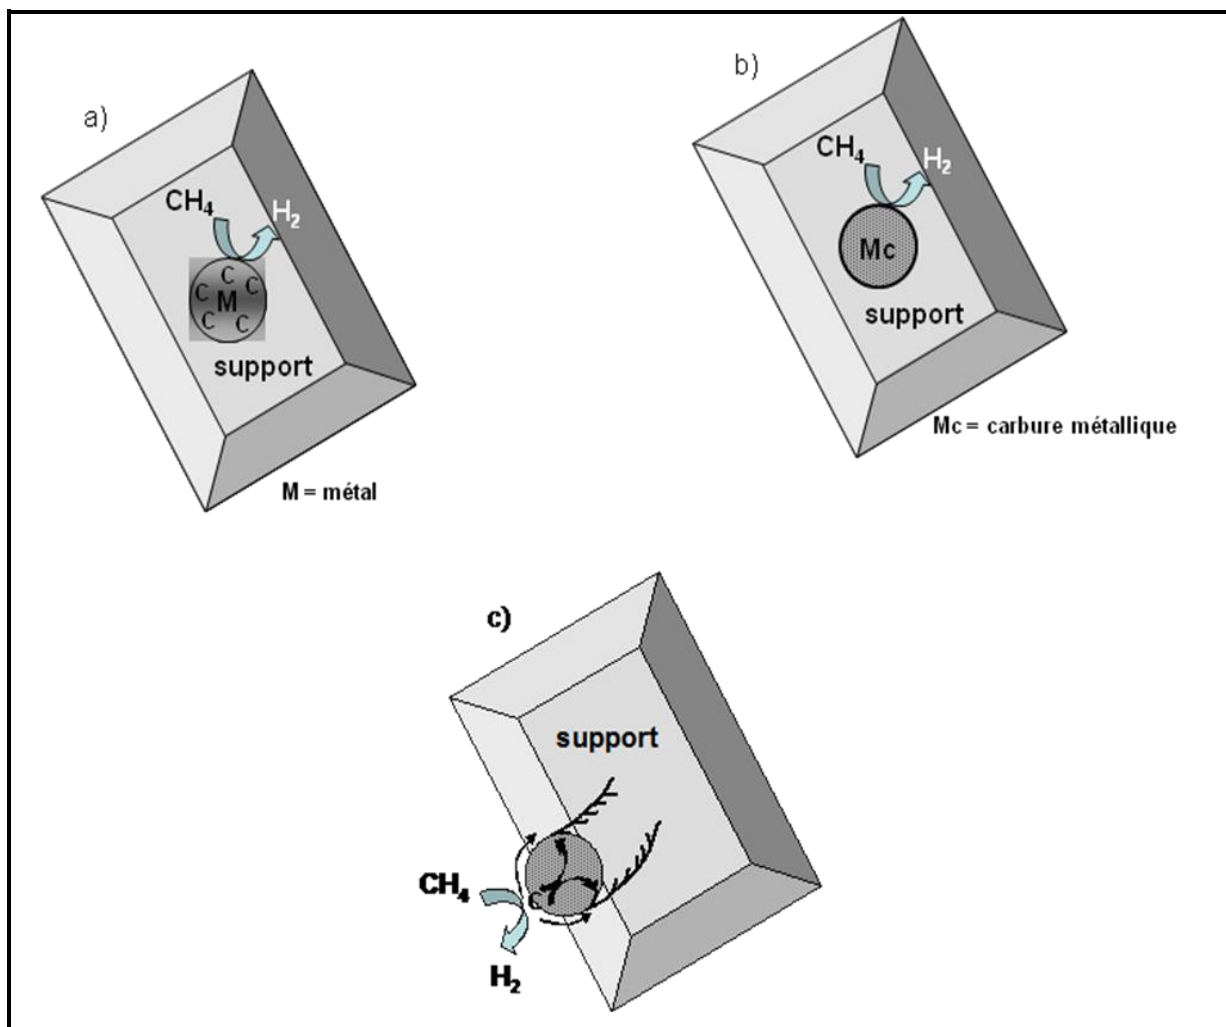 a)
CH₄
H₂
C
C
C
M
C
C
support
M = métal
b)
CH₄
H₂
Mc
support
Mc = carbure métallique
c)
support
CH₄
C
H₂